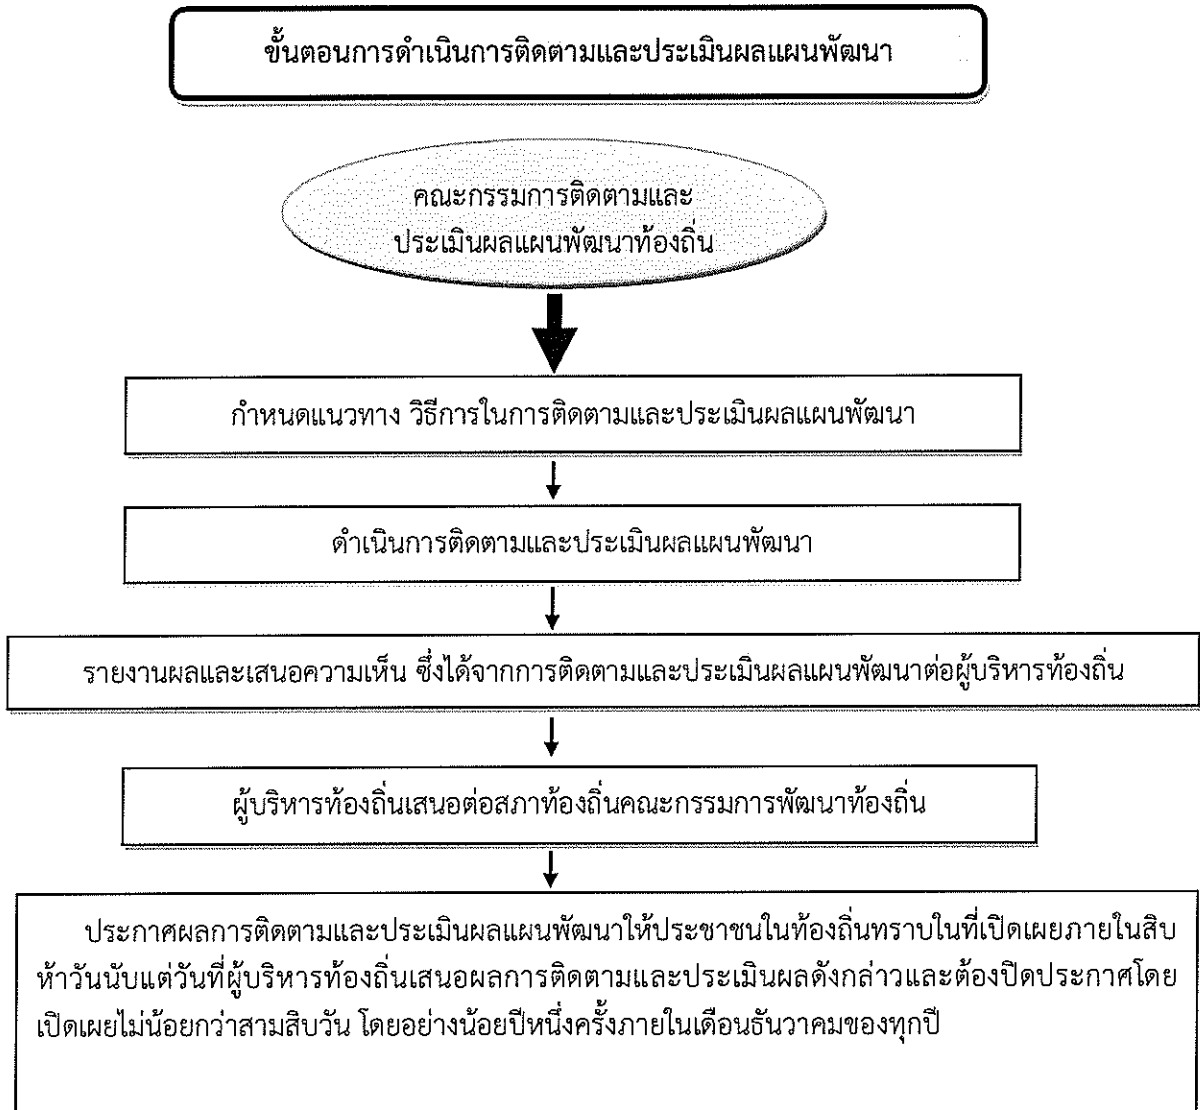 ขั้นตอนการดำเนินการติดตามและประเมินผลแผนพัฒนา
คณะกรรมการติดตามและ
ประเมินผลแผนพัฒนาท้องถิ่น
กำหนดแนวทาง วิธีการในการติดตามและประเมินผลแผนพัฒนา
ดำเนินการติดตามและประเมินผลแผนพัฒนา
รายงานผลและเสนอความเห็น ซึ่งได้จากการติดตามและประเมินผลแผนพัฒนาต่อผู้บริหารท้องถิ่น
ผู้บริหารท้องถิ่นเสนอต่อสภาท้องถิ่นคณะกรรมการพัฒนาท้องถิ่น
ประกาศผลการติดตามและประเมินผลแผนพัฒนาให้ประชาชนในท้องถิ่นทราบในที่เปิดเผยภายในสิบ
ห้าวันนับแต่วันที่ผู้บริหารท้องถิ่นเสนอผลการติดตามและประเมินผลดังกล่าวและต้องปิดประกาศโดย
เปิดเผยไม่น้อยกว่าสามสิบวัน โดยอย่างน้อยปีหนึ่งครั้งภายในเดือนธันวาคมของทุกปี